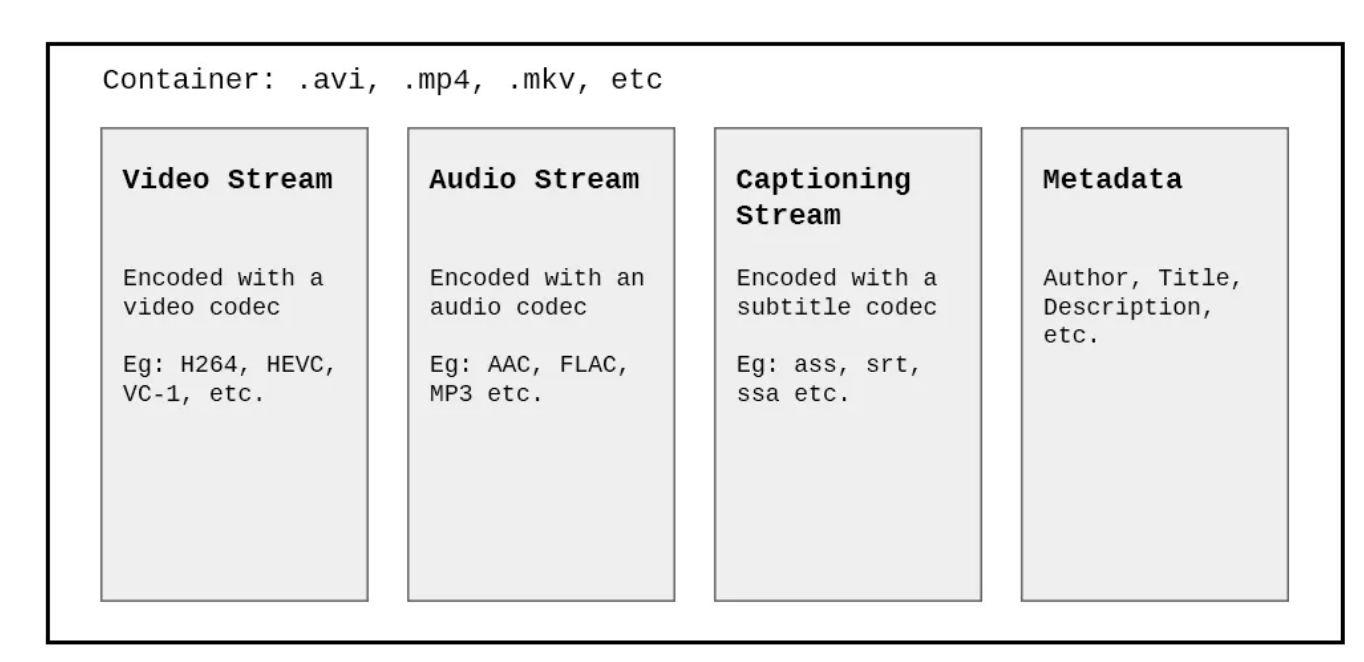 Container: .avi, .mp4, .mkv, etc
Video Stream
Encoded with a
video codec
Eg: H264, HEVC,
VC-1, etc.
Audio Stream
Encoded with an
audio codec
Eg: AAC, FLAC,
MP3 etc.
Captioning
Stream
Encoded with a
subtitle codec
Eg: ass, srt,
ssa etc.
Metadata
Author, Title,
Description,
etc.